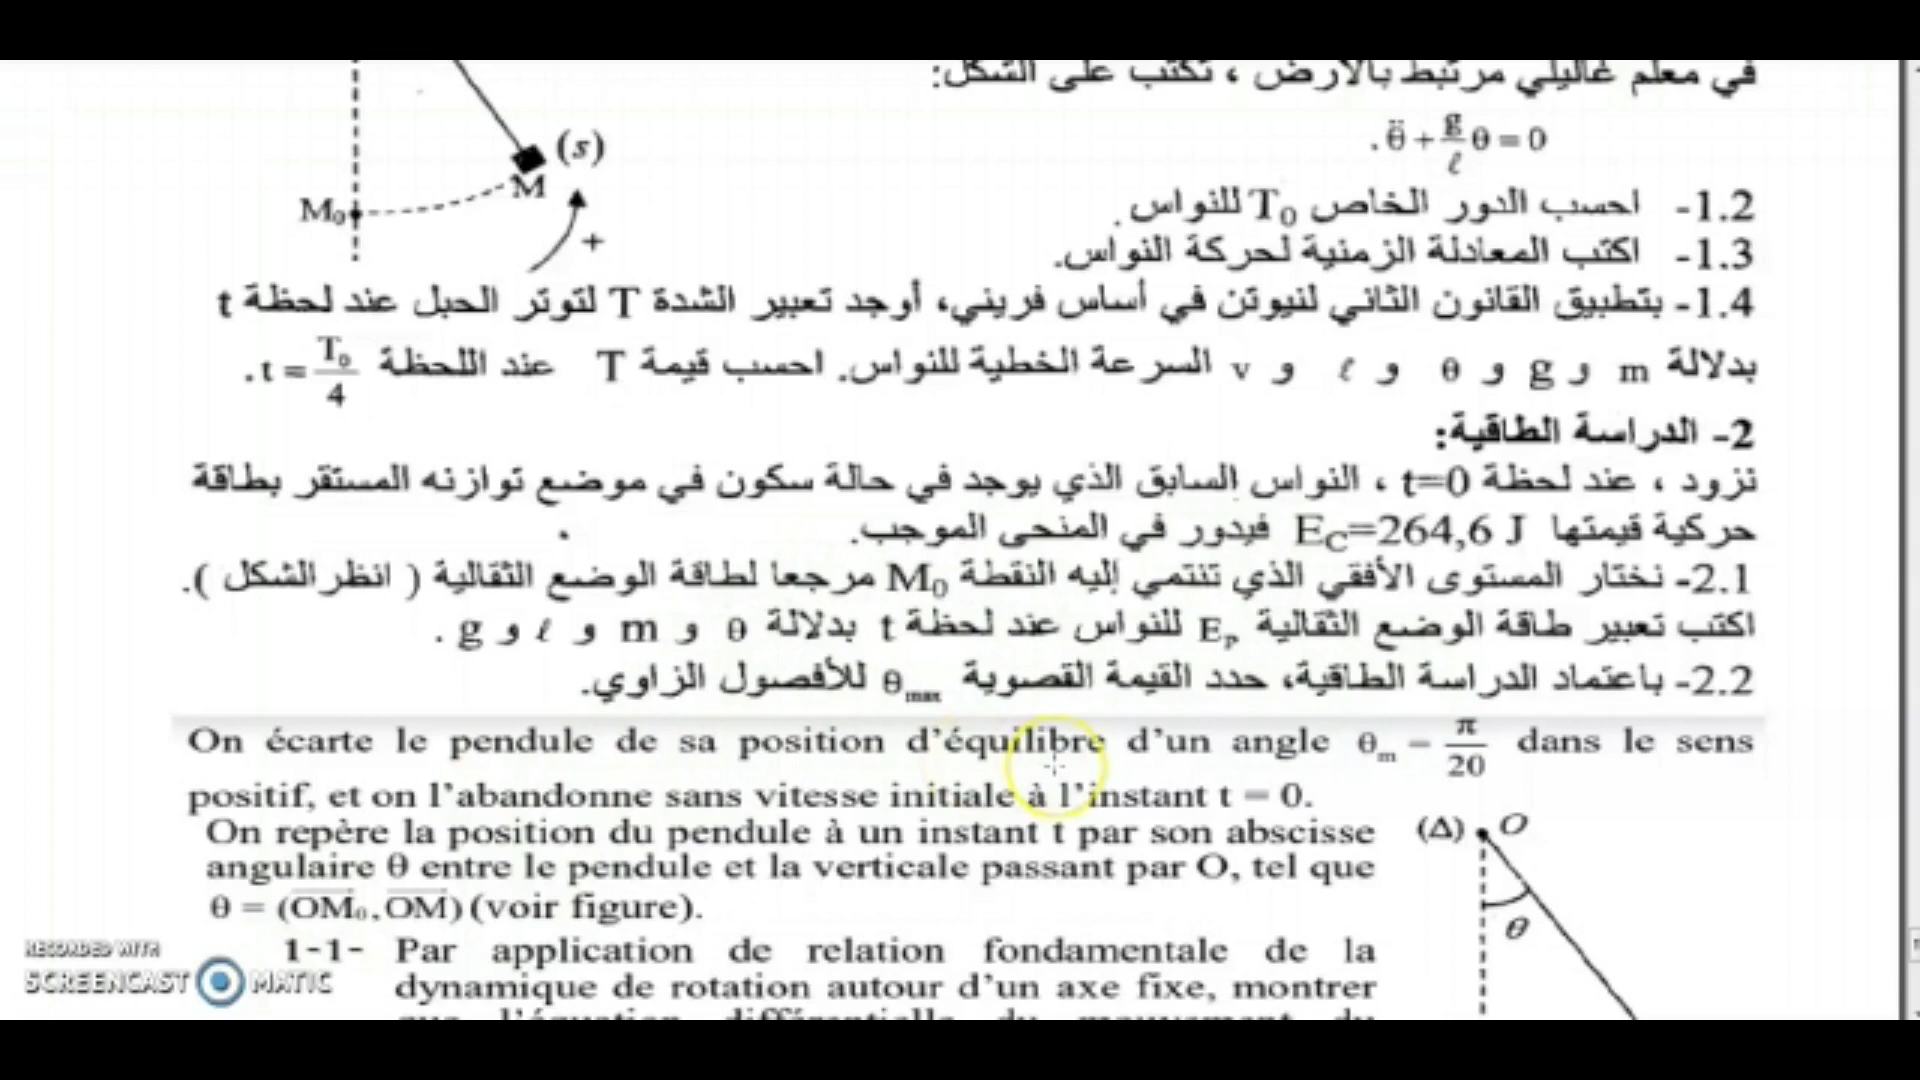 في معلم غاليلي مرتبط بالأرض ، تكتب على الشكل:
. θ̈ + g/ℓ θ = 0
(s)
M
M₀
+
1.2- احسب الدور الخاص T₀ للنواس.
1.3- اكتب المعادلة الزمنية لحركة النواس.
1.4- بتطبيق القانون الثاني لنيوتن في أساس فريني، أوجد تعبير الشدة T لتوتر الحبل عند لحظة t
بدلالة m و g و θ و ℓ و v السرعة الخطية للنواس. احسب قيمة T عند اللحظة t = T₀/4 .
2- الدراسة الطاقية:
نزود ، عند لحظة t=0 ، النواس السابق الذي يوجد في حالة سكون في موضع توازنه المستقر بطاقة
حركية قيمتها E_C=264,6 J فيدور في المنحى الموجب.
2.1- نختار المستوى الأفقي الذي تنتمي إليه النقطة M₀ مرجعا لطاقة الوضع الثقالية ( انظر الشكل ).
اكتب تعبير طاقة الوضع الثقالية E_p للنواس عند لحظة t بدلالة θ و m و ℓ و g .
2.2- باعتماد الدراسة الطاقية، حدد القيمة القصوية θ_max للأفصول الزاوي.
On écarte le pendule de sa position d'équilibre d'un angle θ_m = π/20 dans le sens
positif, et on l'abandonne sans vitesse initiale à l'instant t = 0.
On repère la position du pendule à un instant t par son abscisse
angulaire θ entre le pendule et la verticale passant par O, tel que
θ = (OM₀,OM) (voir figure).
(Δ) O
θ
1-1- Par application de relation fondamentale de la
dynamique de rotation autour d'un axe fixe, montrer
que l'équation différentielle du mouvement du
RECORDED WITH
SCREENCAST MATIC